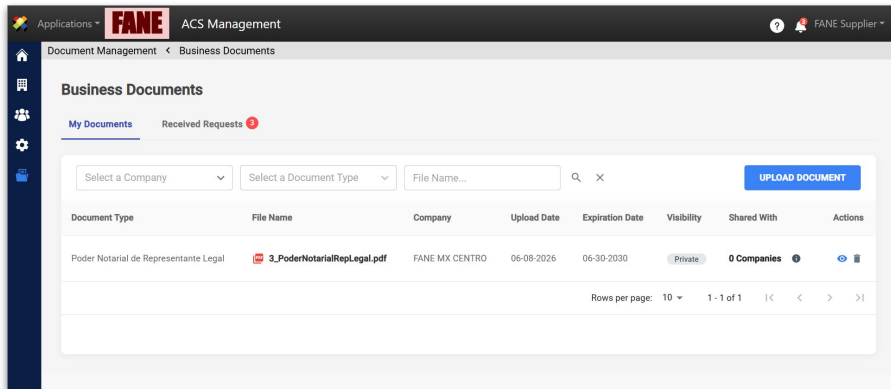 Applications FANE ACS Management ? 3 FANE Supplier
Document Management < Business Documents
Business Documents
My Documents Received Requests 3
Select a Company Select a Document Type File Name... UPLOAD DOCUMENT
Document Type File Name Company Upload Date Expiration Date Visibility Shared With Actions
Poder Notarial de Representante Legal PDF 3_PoderNotarialRepLegal.pdf FANE MX CENTRO 06-08-2026 06-30-2030 Private 0 Companies
Rows per page: 10 1 - 1 of 1